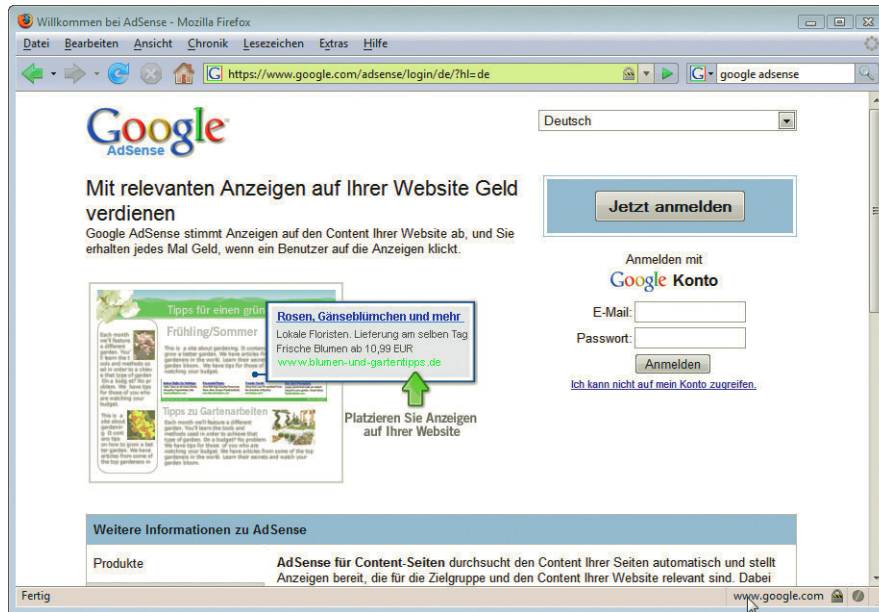 Willkommen bei AdSense - Mozilla Firefox
Datei Bearbeiten Ansicht Chronik Lesezeichen Extras Hilfe
https://www.google.com/adsense/login/de/?hl=de
G google adsense
Google
AdSense
Deutsch
Mit relevanten Anzeigen auf Ihrer Website Geld
verdienen
Google AdSense stimmt Anzeigen auf den Content Ihrer Website ab, und Sie
erhalten jedes Mal Geld, wenn ein Benutzer auf die Anzeigen klickt.
Jetzt anmelden
Anmelden mit
Google Konto
E-Mail:
Passwort:
Anmelden
Ich kann nicht auf mein Konto zugreifen.
Tipps für einen grün
Frühling/Sommer
Rosen, Gänseblümchen und mehr
Lokale Floristen. Lieferung am selben Tag
Frische Blumen ab 10,99 EUR
www.blumen-und-gartentipps.de
Tipps zu Gartenarbeiten
Platzieren Sie Anzeigen
auf Ihrer Website
Weitere Informationen zu AdSense
Produkte
AdSense für Content-Seiten durchsucht den Content Ihrer Seiten automatisch und stellt
Anzeigen bereit, die für die Zielgruppe und den Content Ihrer Website relevant sind. Dabei
Fertig
www.google.com